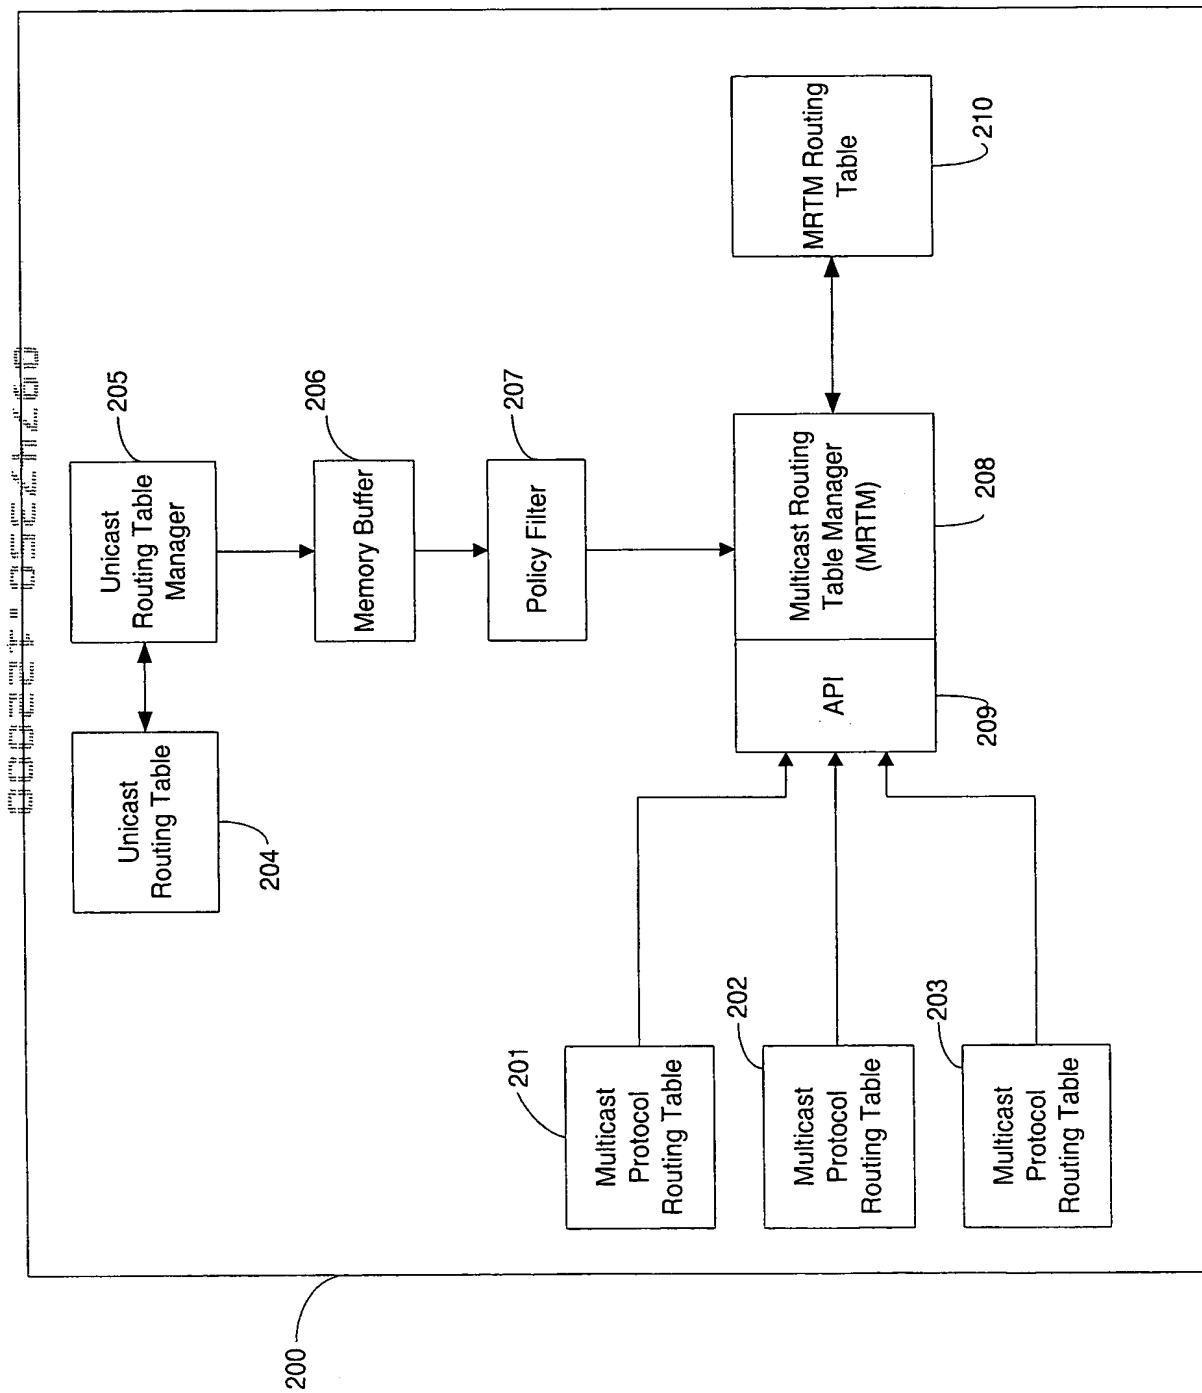 200
Unicast
Routing Table
204
Unicast
Routing Table
Manager
205
Memory Buffer
206
Policy Filter
207
Multicast
Protocol
Routing Table
201
Multicast
Protocol
Routing Table
202
Multicast
Protocol
Routing Table
203
API
209
Multicast Routing
Table Manager
(MRTM)
208
MRTM Routing
Table
210